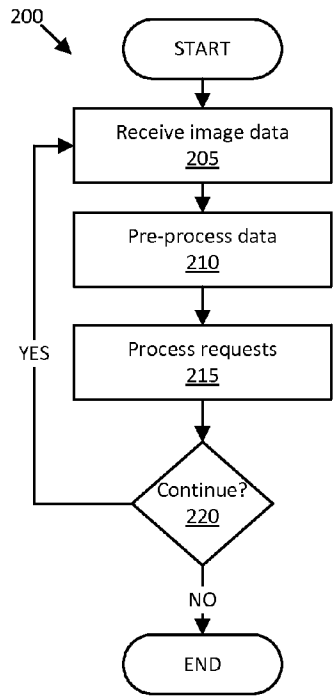 200
START
Receive image data
205
Pre-process data
210
Process requests
215
YES
Continue?
220
NO
END